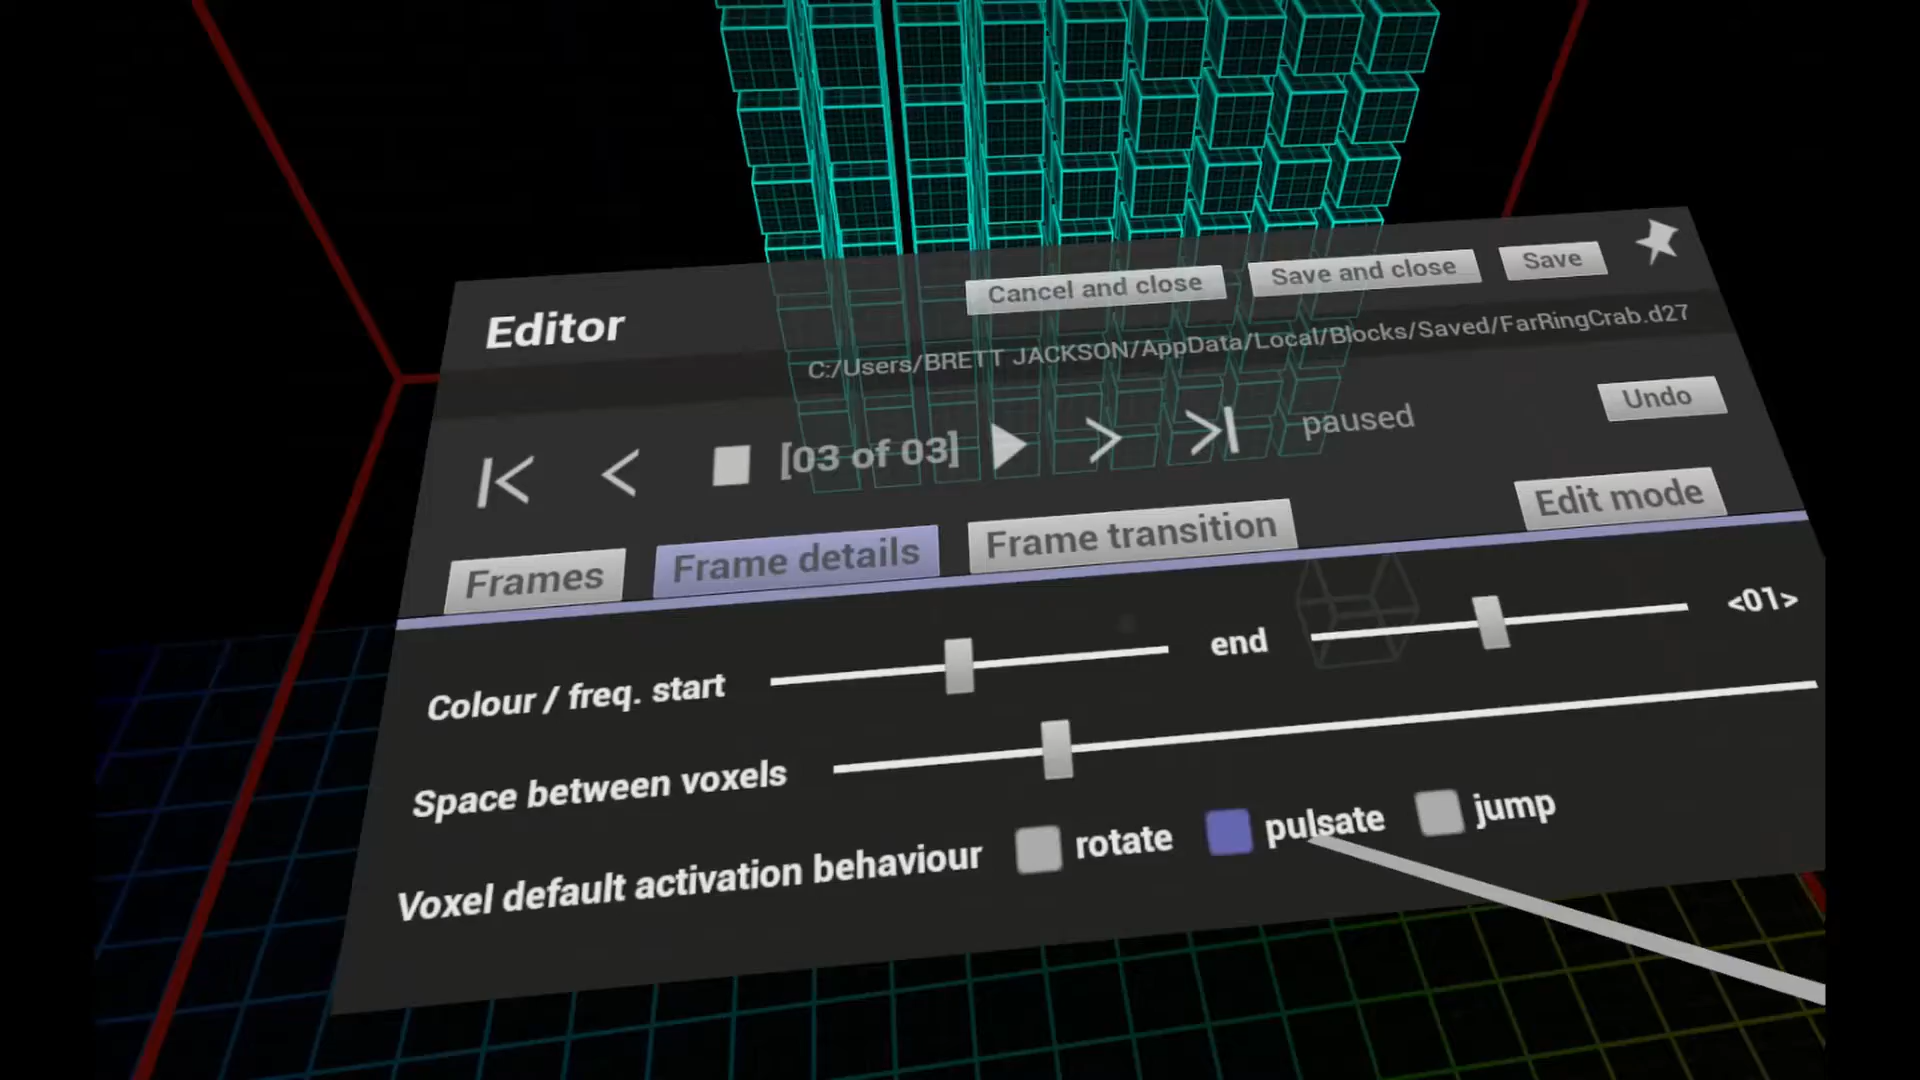 Cancel and close Save and close Save
Editor
C:/Users/BRETT JACKSON/AppData/Local/Blocks/Saved/FarRingCrab.d27
Undo
[03 of 03] paused
Frames Frame details Frame transition Edit mode
Colour / freq. start end <01>
Space between voxels
Voxel default activation behaviour rotate pulsate jump